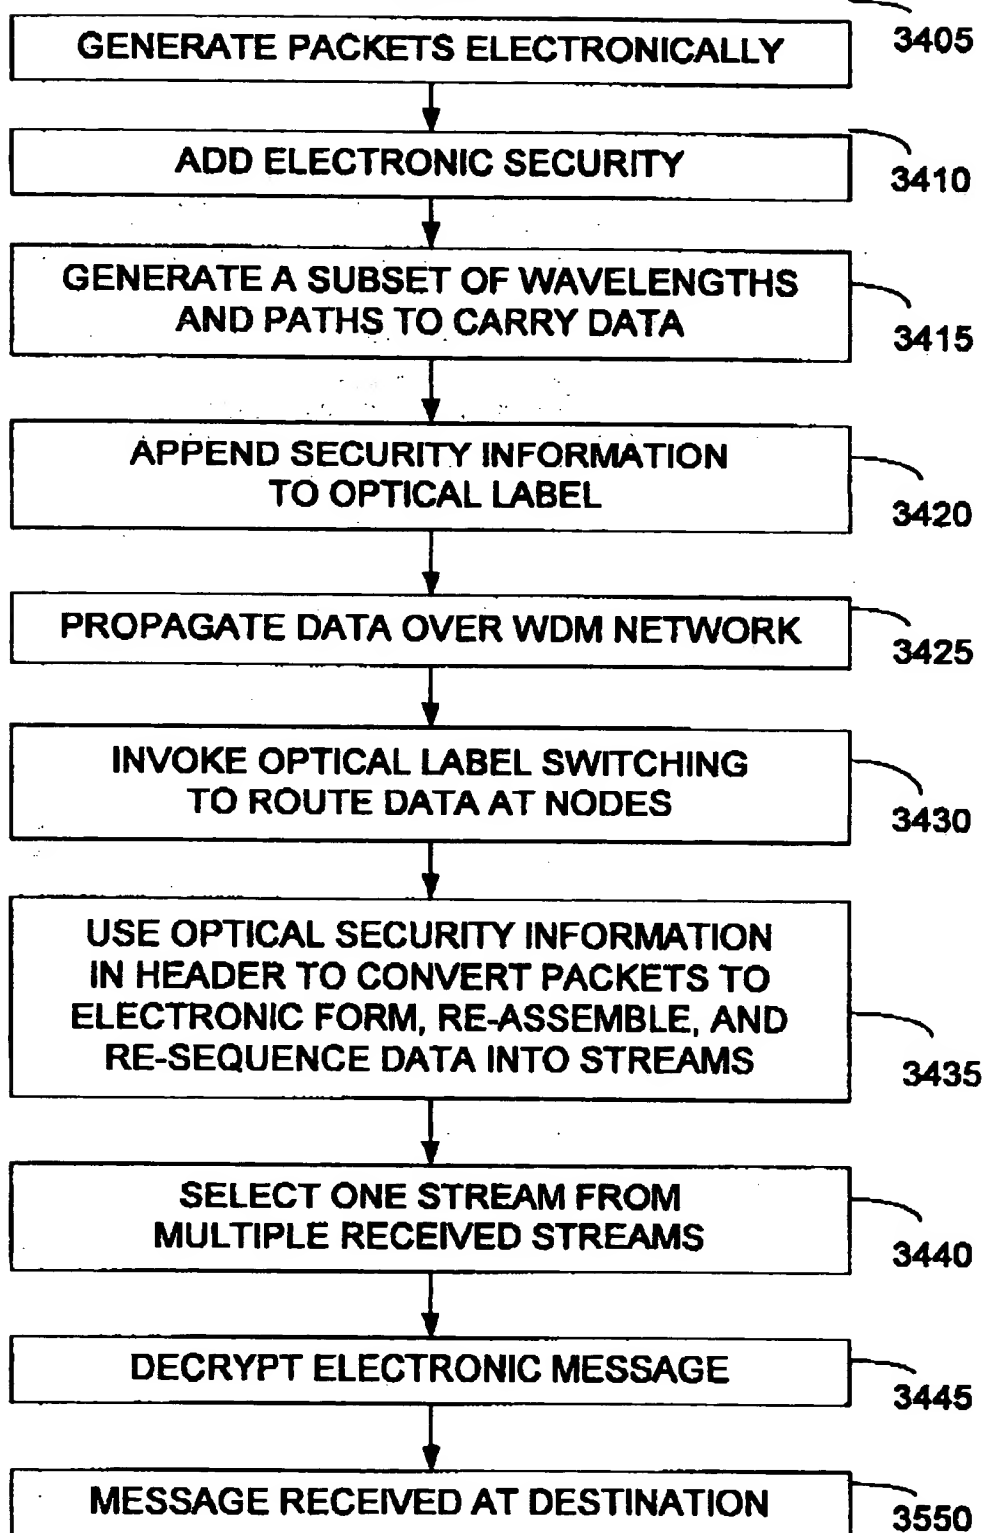 GENERATE PACKETS ELECTRONICALLY
3405
ADD ELECTRONIC SECURITY
3410
GENERATE A SUBSET OF WAVELENGTHS
AND PATHS TO CARRY DATA
3415
APPEND SECURITY INFORMATION
TO OPTICAL LABEL
3420
PROPAGATE DATA OVER WDM NETWORK
3425
INVOKE OPTICAL LABEL SWITCHING
TO ROUTE DATA AT NODES
3430
USE OPTICAL SECURITY INFORMATION
IN HEADER TO CONVERT PACKETS TO
ELECTRONIC FORM, RE-ASSEMBLE, AND
RE-SEQUENCE DATA INTO STREAMS
3435
SELECT ONE STREAM FROM
MULTIPLE RECEIVED STREAMS
3440
DECRYPT ELECTRONIC MESSAGE
3445
MESSAGE RECEIVED AT DESTINATION
3550